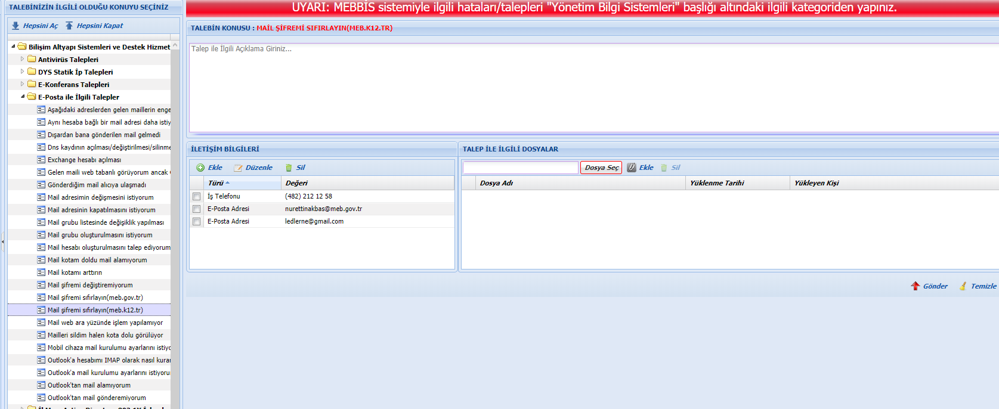 TALEBİNİZİN İLGİLİ OLDUĞU KONUYU SEÇİNİZ
Hepsini Aç Hepsini Kapat
Bilişim Altyapı Sistemleri ve Destek Hizmet
Antivirüs Talepleri
DYS Statik İp Talepleri
E-Konferans Talepleri
E-Posta ile İlgili Talepler
Aşağıdaki adreslerden gelen maillerin enge
Aynı hesaba bağlı bir mail adresi daha istiy
Dışardan bana gönderilen mail gelmedi
Dns kaydının açılması/değiştirilmesi/silinme
Exchange hesabı açılması
Gelen maili web tabanlı görüyorum ancak
Gönderdiğim mail alıcıya ulaşmadı
Mail adresimin değişmesini istiyorum
Mail adresinin kapatılmasını istiyorum
Mail grubu listesinde değişiklik yapılması
Mail grubu oluşturulmasını istiyorum
Mail hesabı oluşturulmasını talep ediyorum
Mail kotam doldu mail alamıyorum
Mail kotamı arttırın
Mail şifremi değiştiremiyorum
Mail şifremi sıfırlayın(meb.gov.tr)
Mail şifremi sıfırlayın(meb.k12.tr)
Mail web ara yüzünde işlem yapılamıyor
Mailleri sildim halen kota dolu görülüyor
Mobil cihaza mail kurulumu ayarlarını istiyo
Outlook'a hesabımı IMAP olarak nasıl kurar
Outlook'a mail kurulumu ayarlarını istiyoru
Outlook'tan mail alamıyorum
Outlook'tan mail gönderemiyorum
UYARI: MEBBİS sistemiyle ilgili hataları/talepleri "Yönetim Bilgi Sistemleri" başlığı altındaki ilgili kategoriden yapınız.
TALEBİN KONUSU : MAİL ŞİFREMİ SIFIRLAYIN(MEB.K12.TR)
Talep ile İlgili Açıklama Giriniz...
İLETİŞİM BİLGİLERİ
Ekle Düzenle Sil
Türü Değeri
İş Telefonu (482) 212 12 58
E-Posta Adresi nurettinakbas@meb.gov.tr
E-Posta Adresi ledlerne@gmail.com
TALEP İLE İLGİLİ DOSYALAR
Dosya Seç Ekle Sil
Dosya Adı Yüklenme Tarihi Yükleyen Kişi
Gönder Temizle